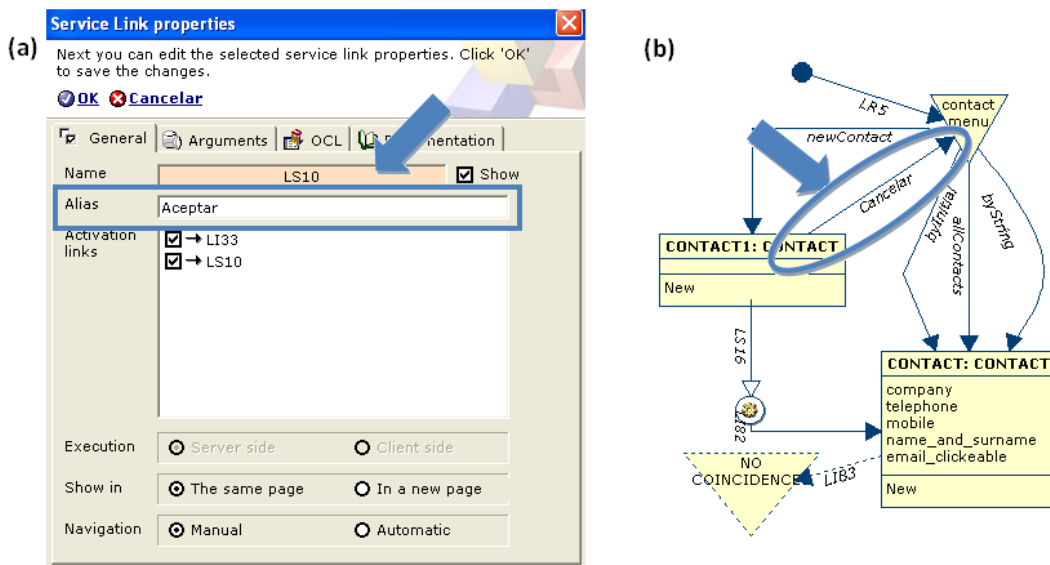 (a)
Service Link properties
Next you can edit the selected service link properties. Click 'OK'
to save the changes.
OK Cancelar
General Arguments OCL mentation
Name LS10 Show
Alias Aceptar
Activation
links
LI33
LS10
Execution Server side Client side
Show in The same page In a new page
Navigation Manual Automatic
(b)
LR5
contact
menu
newContact
Cancelar
byInitial
allContacts
byString
CONTACT1: CONTACT
New
LS16
LI82
CONTACT: CONTACT
company
telephone
mobile
name_and_surname
email_clickeable
New
NO
COINCIDENCE
LIB3